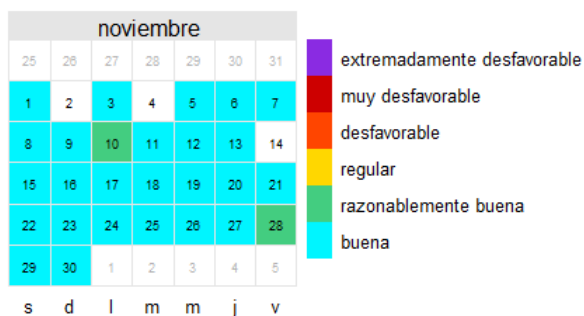 noviembre
25 26 27 28 29 30 31
1 2 3 4 5 6 7
8 9 10 11 12 13 14
15 16 17 18 19 20 21
22 23 24 25 26 27 28
29 30 1 2 3 4 5
s d l m m j v
extremadamente desfavorable
muy desfavorable
desfavorable
regular
razonablemente buena
buena